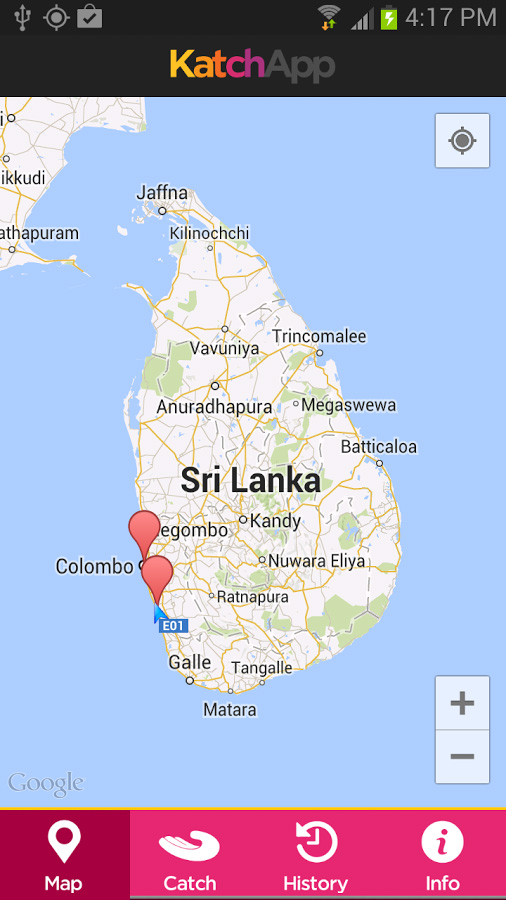 4:17 PM
KatchApp
i
ikkudi
Jaffna
athapuram
Kilinochchi
Vavuniya
Trincomalee
Anuradhapura
Megaswewa
Batticaloa
Sri Lanka
egombo
Kandy
Colombo
Nuwara Eliya
Ratnapura
E01
Galle
Tangalle
Matara
+
−
Google
Map
Catch
History
Info